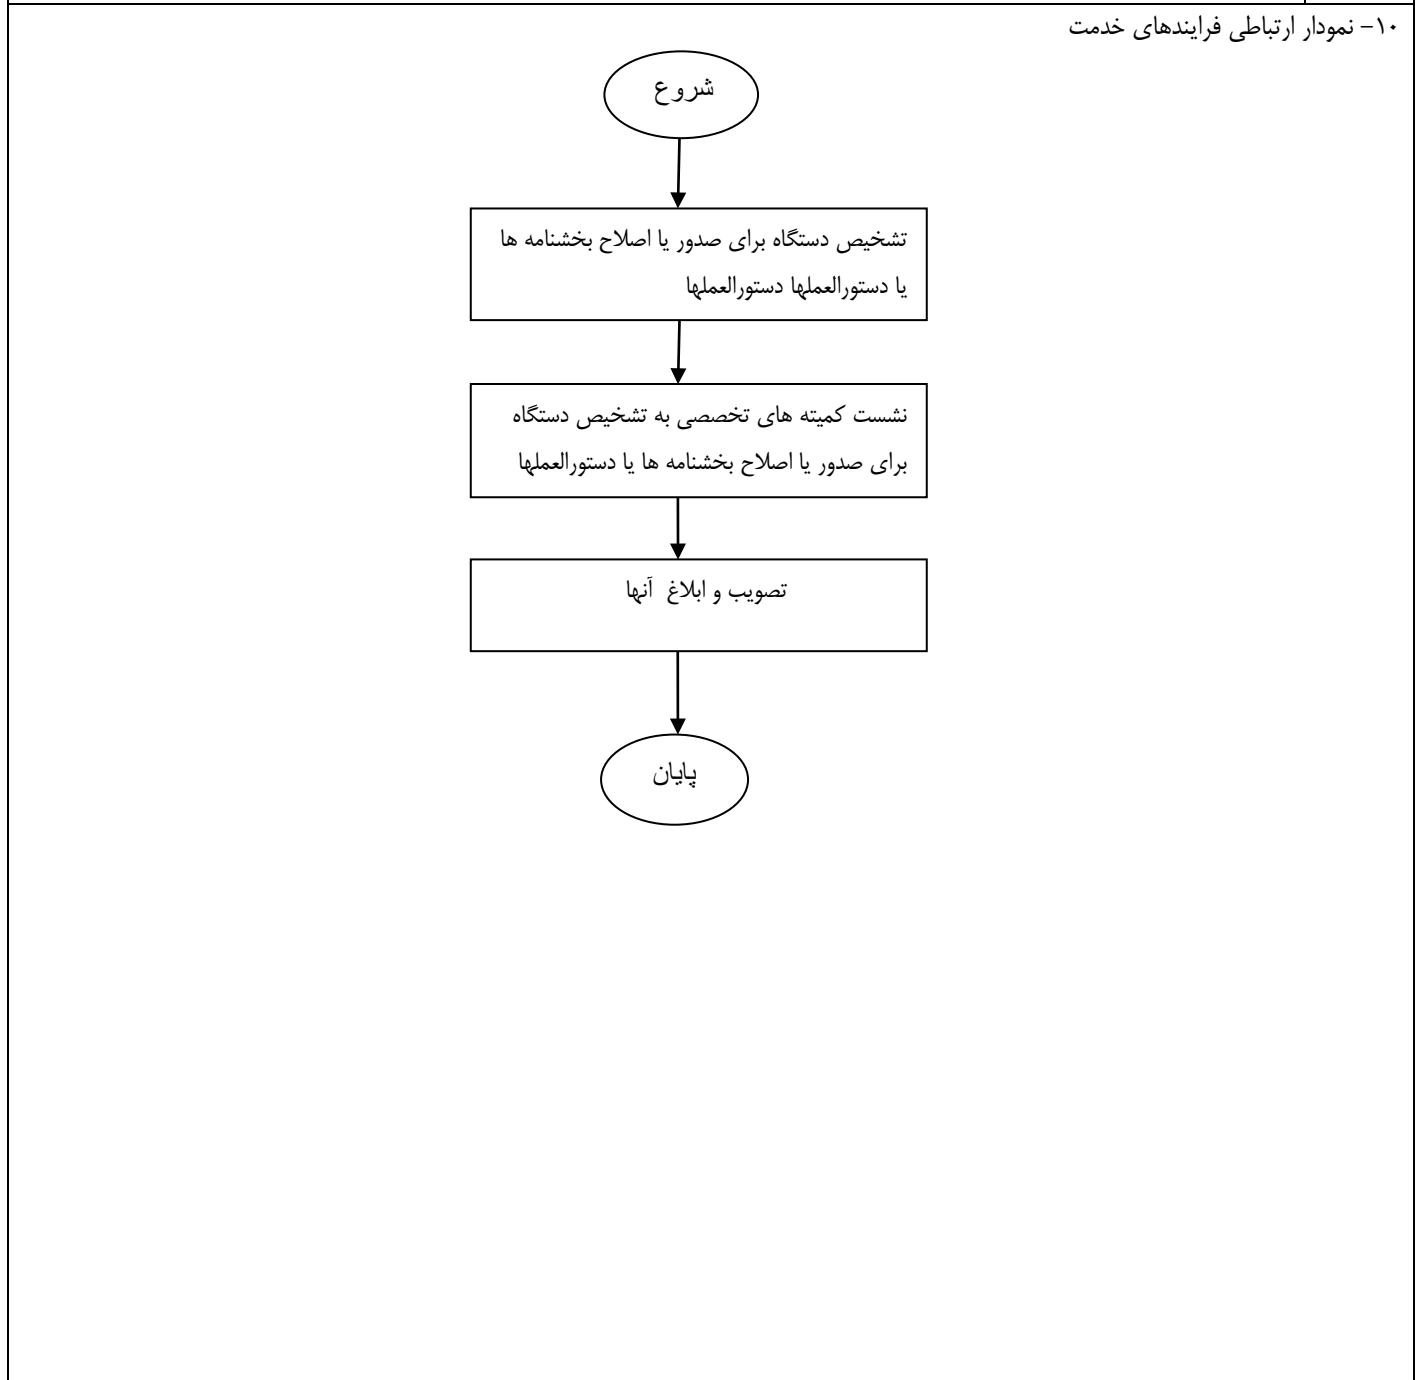 ۱۰- نمودار ارتباطی فرایندهای خدمت
شروع
تشخیص دستگاه برای صدور یا اصلاح بخشنامه ها
یا دستورالعملها دستورالعملها
نشست کمیته های تخصصی به تشخیص دستگاه
برای صدور یا اصلاح بخشنامه ها یا دستورالعملها
تصویب و ابلاغ آنها
پایان